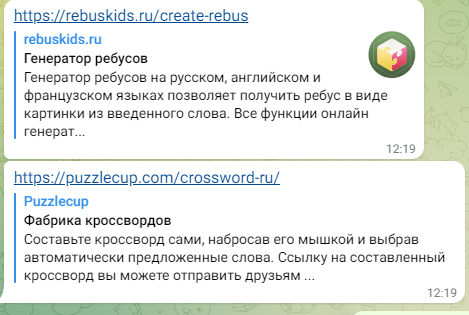 https://rebuskids.ru/create-rebus
rebuskids.ru
Генератор ребусов
Генератор ребусов на русском, английском и
французском языках позволяет получить ребус в виде
картинки из введенного слова. Все функции онлайн
генерат...
12:19
https://puzzlecup.com/crossword-ru/
Puzzlecup
Фабрика кроссвордов
Составьте кроссворд сами, набросав его мышкой и выбрав
автоматически предложенные слова. Ссылку на составленный
кроссворд вы можете отправить друзьям ...
12:19